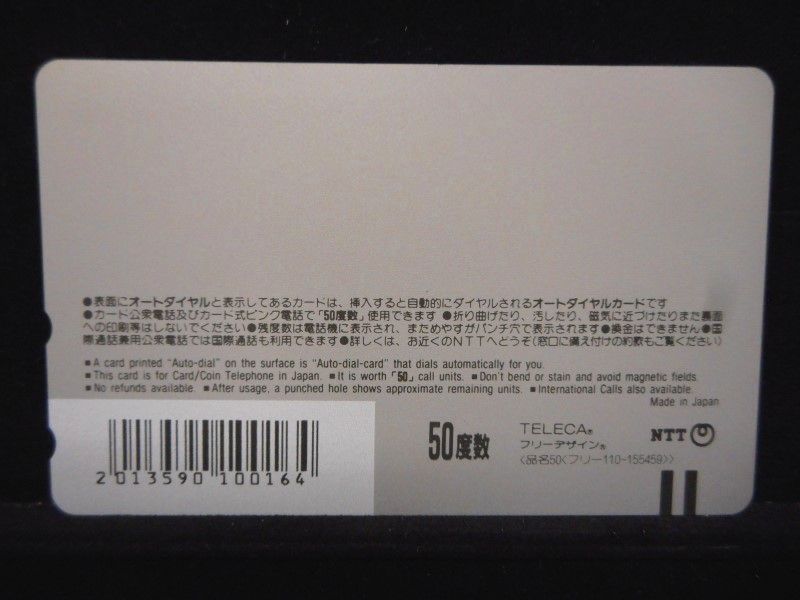 ●表面にオートダイヤルと表示してあるカードは、挿入すると自動的にダイヤルされるオートダイヤルカードです
●カード公衆電話及びカード式ピンク電話で「50度数」使用できます ●折り曲げたり、汚したり、磁気に近づけたりまた裏面
への印刷等はしないでください ●残度数は電話機に表示され、まためやすがパンチ穴で表示されます ●換金はできません ●国
際通話兼用公衆電話では国際通話も利用できます ●詳しくは、お近くのNTTへどうぞ(窓口に備え付けの約款もご覧ください)
■A card printed "Auto-dial" on the surface is "Auto-dial-card" that dials automatically for you.
■This card is for Card/Coin Telephone in Japan. ■It is worth「50」call units. ■Don't bend or stain and avoid magnetic fields.
■No refunds available. ■After usage, a punched hole shows approximate remaining units. ■International Calls also available.
Made in Japan
2 013590 100164
50度数
TELECA®
フリーデザイン®
〈品名50〈フリー110-155459〉〉
NTT